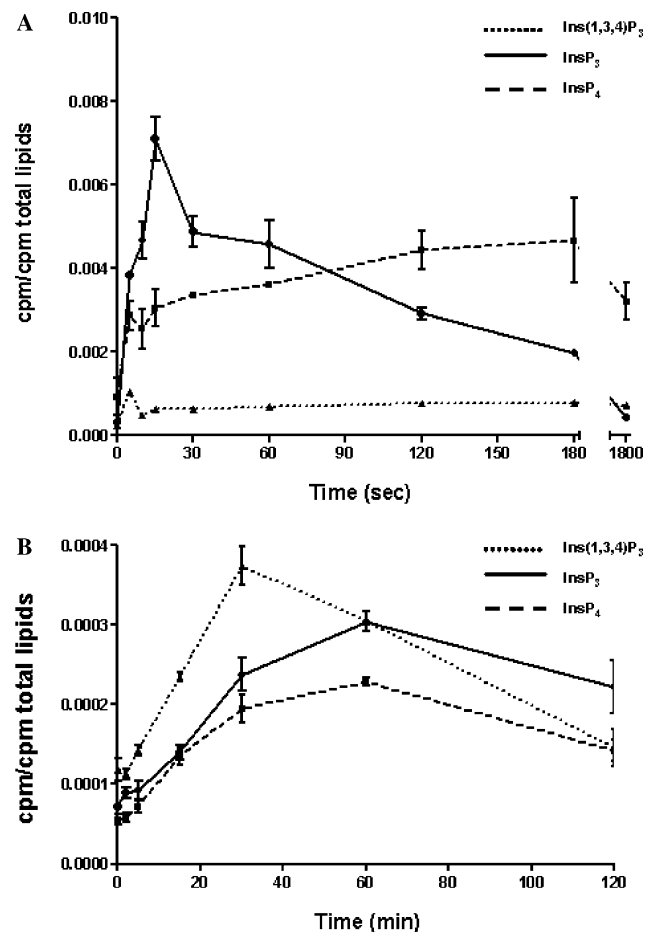 A
Ins(1,3,4)P3
InsP3
InsP4
0.010
0.008
0.006
0.004
0.002
0.000
cpm/cpm total lipids
0 30 60 90 120 150 180 1800
Time (sec)
B
Ins(1,3,4)P3
InsP3
InsP4
0.0004
0.0003
0.0002
0.0001
0.0000
cpm/cpm total lipids
0 20 40 60 80 100 120
Time (min)